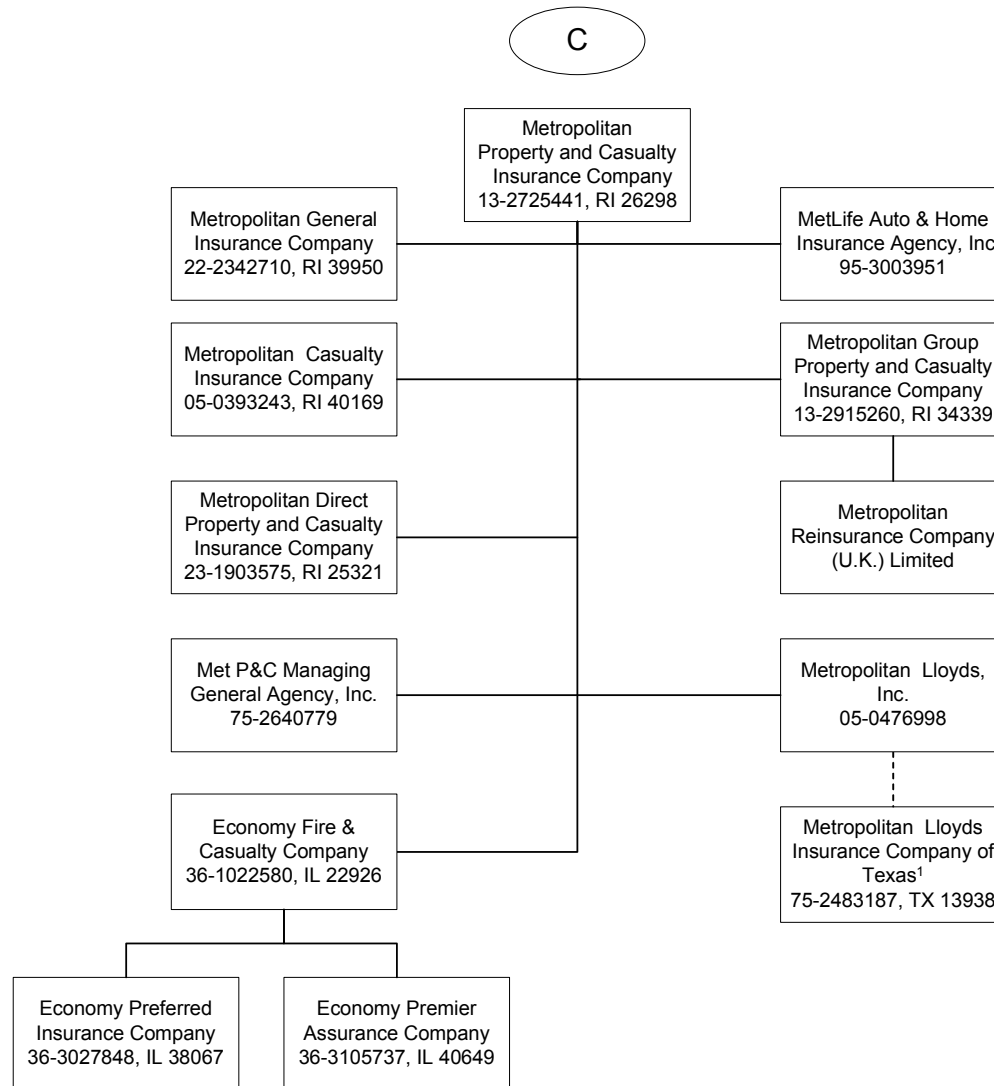 C
Metropolitan
Property and Casualty
Insurance Company
13-2725441, RI 26298
Metropolitan General
Insurance Company
22-2342710, RI 39950
MetLife Auto & Home
Insurance Agency, Inc
95-3003951
Metropolitan Casualty
Insurance Company
05-0393243, RI 40169
Metropolitan Group
Property and Casualty
Insurance Company
13-2915260, RI 34339
Metropolitan Direct
Property and Casualty
Insurance Company
23-1903575, RI 25321
Metropolitan
Reinsurance Company
(U.K.) Limited
Met P&C Managing
General Agency, Inc.
75-2640779
Metropolitan Lloyds,
Inc.
05-0476998
Economy Fire &
Casualty Company
36-1022580, IL 22926
Metropolitan Lloyds
Insurance Company of
Texas¹
75-2483187, TX 13938
Economy Preferred
Insurance Company
36-3027848, IL 38067
Economy Premier
Assurance Company
36-3105737, IL 40649